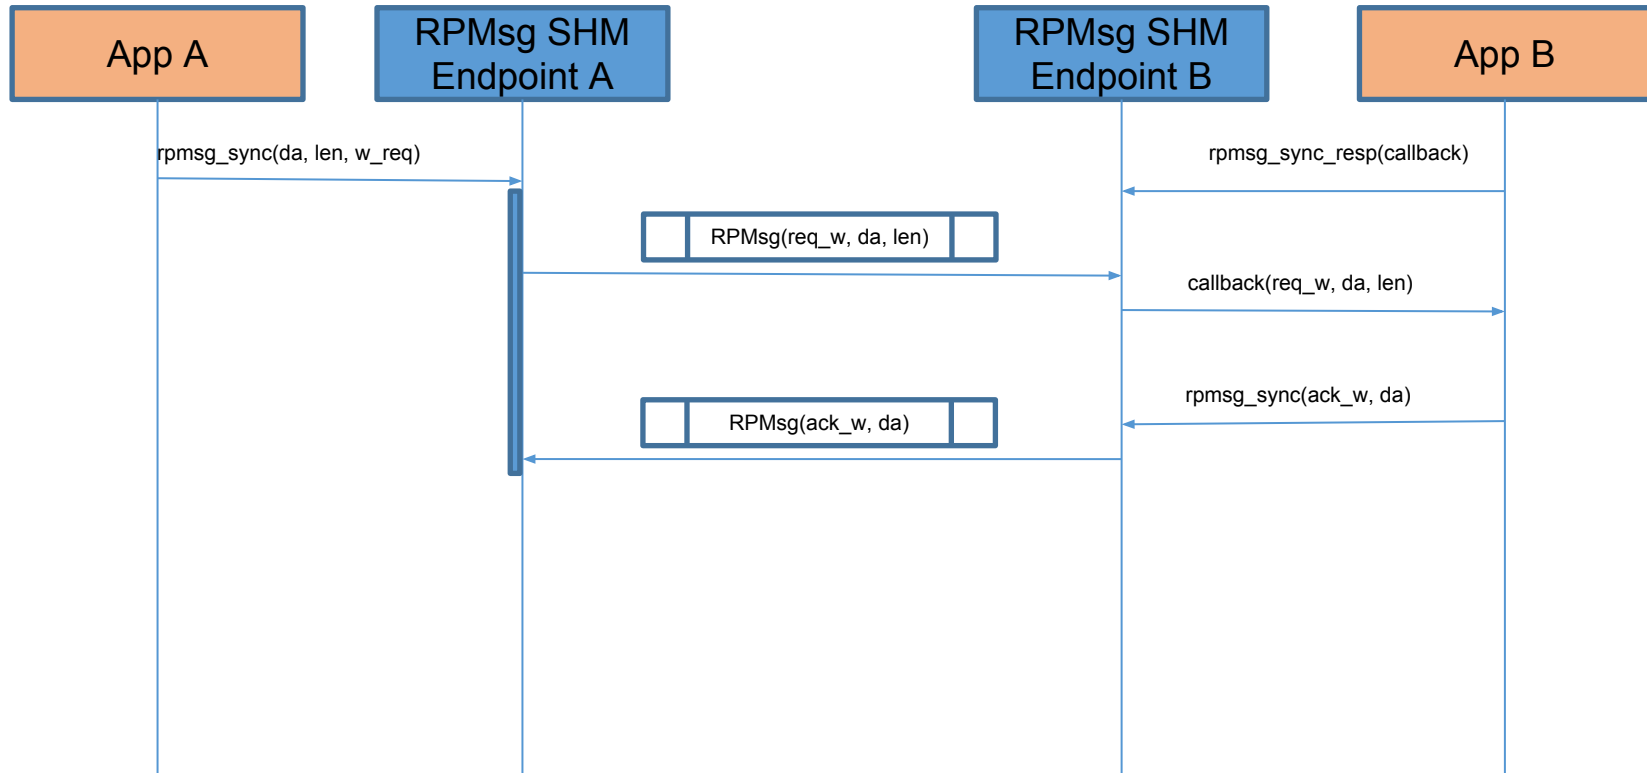 App A
RPMsg SHM
Endpoint A
RPMsg SHM
Endpoint B
App B
rpmsg_sync(da, len, w_req)
rpmsg_sync_resp(callback)
RPMsg(req_w, da, len)
callback(req_w, da, len)
rpmsg_sync(ack_w, da)
RPMsg(ack_w, da)